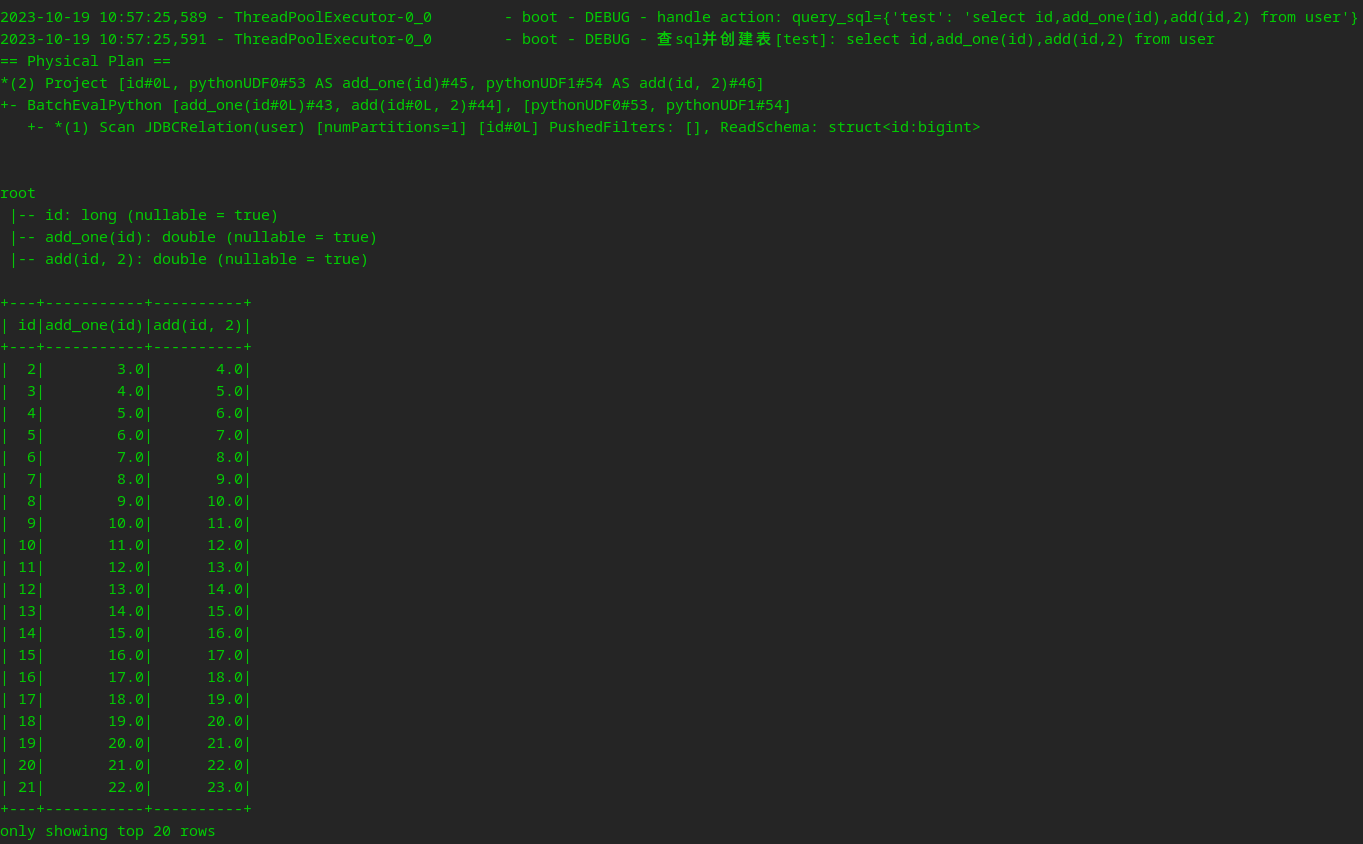 2023-10-19 10:57:25,589 - ThreadPoolExecutor-0_0        - boot - DEBUG - handle action: query_sql={'test': 'select id,add_one(id),add(id,2) from user'}
2023-10-19 10:57:25,591 - ThreadPoolExecutor-0_0        - boot - DEBUG - 查sql并创建表[test]: select id,add_one(id),add(id,2) from user
== Physical Plan ==
*(2) Project [id#0L, pythonUDF0#53 AS add_one(id)#45, pythonUDF1#54 AS add(id, 2)#46]
+- BatchEvalPython [add_one(id#0L)#43, add(id#0L, 2)#44], [pythonUDF0#53, pythonUDF1#54]
   +- *(1) Scan JDBCRelation(user) [numPartitions=1] [id#0L] PushedFilters: [], ReadSchema: struct<id:bigint>
root
 |-- id: long (nullable = true)
 |-- add_one(id): double (nullable = true)
 |-- add(id, 2): double (nullable = true)
+---+-----------+----------+
| id|add_one(id)|add(id, 2)|
+---+-----------+----------+
|  2|        3.0|       4.0|
|  3|        4.0|       5.0|
|  4|        5.0|       6.0|
|  5|        6.0|       7.0|
|  6|        7.0|       8.0|
|  7|        8.0|       9.0|
|  8|        9.0|      10.0|
|  9|       10.0|      11.0|
| 10|       11.0|      12.0|
| 11|       12.0|      13.0|
| 12|       13.0|      14.0|
| 13|       14.0|      15.0|
| 14|       15.0|      16.0|
| 15|       16.0|      17.0|
| 16|       17.0|      18.0|
| 17|       18.0|      19.0|
| 18|       19.0|      20.0|
| 19|       20.0|      21.0|
| 20|       21.0|      22.0|
| 21|       22.0|      23.0|
+---+-----------+----------+
only showing top 20 rows